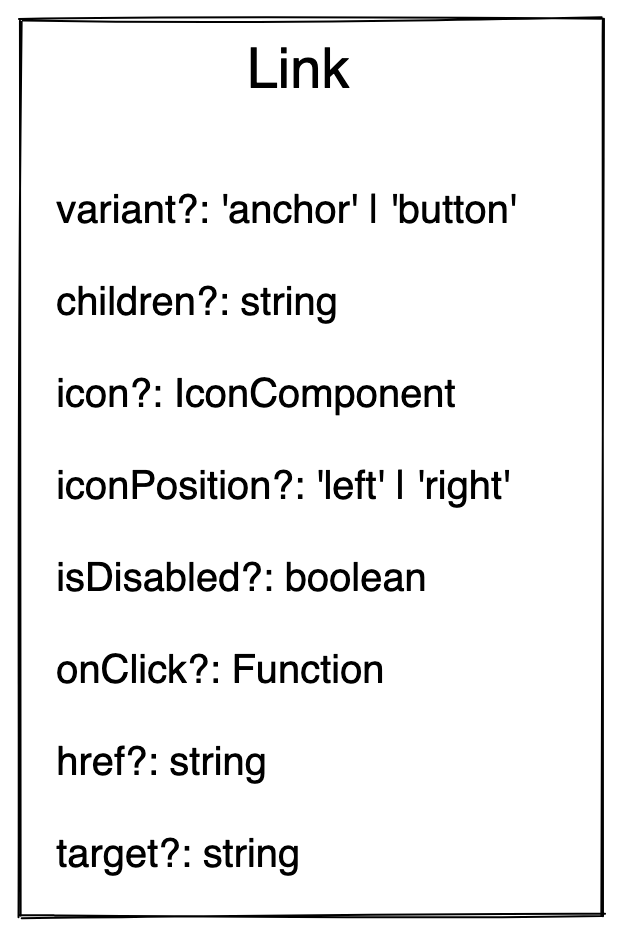 Link
variant?: 'anchor' | 'button'
children?: string
icon?: IconComponent
iconPosition?: 'left' | 'right'
isDisabled?: boolean
onClick?: Function
href?: string
target?: string